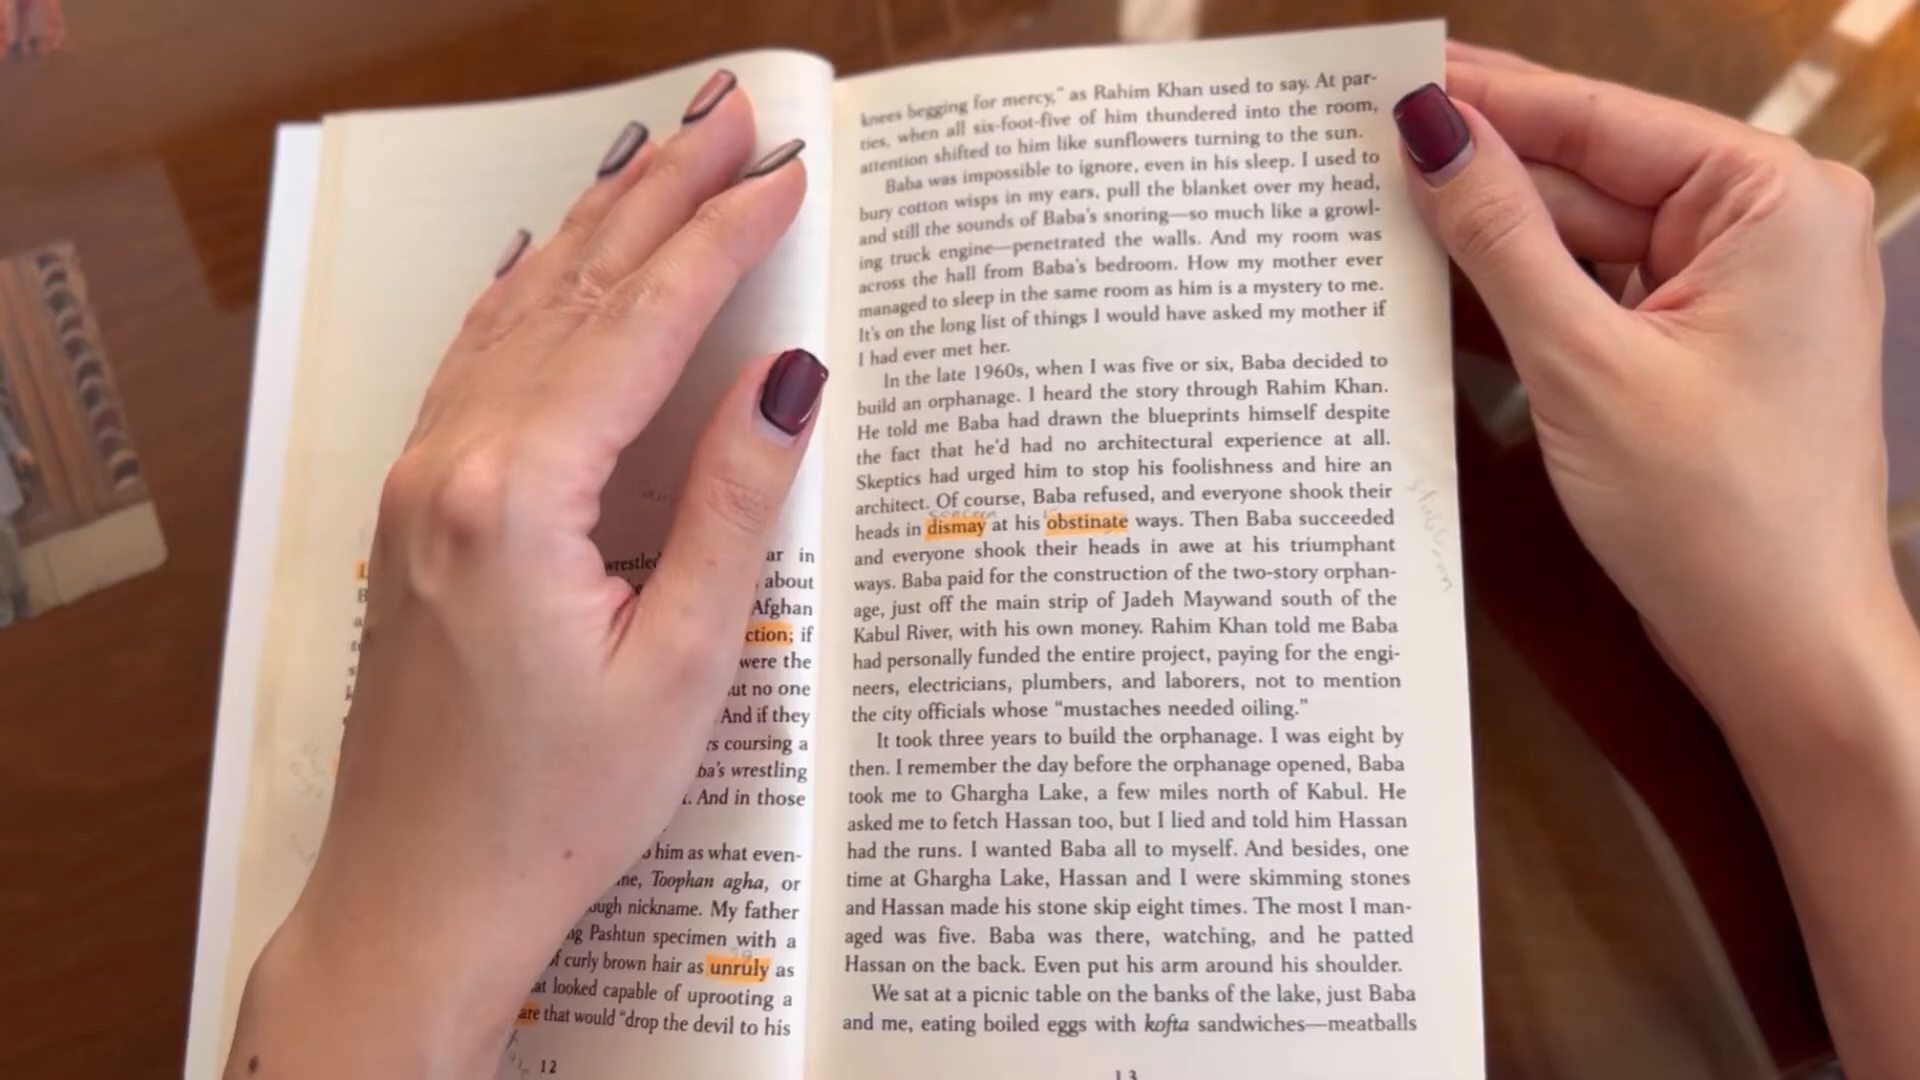 wrestled ar in
about
Afghan
ction; if
were the
ut no one
And if they
rs coursing a
ba's wrestling
. And in those
him as what even-
me, Toophan agha, or
ough nickname. My father
ng Pashtun specimen with a
f curly brown hair as unruly as
at looked capable of uprooting a
are that would "drop the devil to his
12
knees begging for mercy," as Rahim Khan used to say. At par-
ties, when all six-foot-five of him thundered into the room,
attention shifted to him like sunflowers turning to the sun.
Baba was impossible to ignore, even in his sleep. I used to
bury cotton wisps in my ears, pull the blanket over my head,
and still the sounds of Baba's snoring—so much like a growl-
ing truck engine—penetrated the walls. And my room was
across the hall from Baba's bedroom. How my mother ever
managed to sleep in the same room as him is a mystery to me.
It's on the long list of things I would have asked my mother if
I had ever met her.
In the late 1960s, when I was five or six, Baba decided to
build an orphanage. I heard the story through Rahim Khan.
He told me Baba had drawn the blueprints himself despite
the fact that he'd had no architectural experience at all.
Skeptics had urged him to stop his foolishness and hire an
architect. Of course, Baba refused, and everyone shook their
heads in dismay at his obstinate ways. Then Baba succeeded
stubborn
and everyone shook their heads in awe at his triumphant
ways. Baba paid for the construction of the two-story orphan-
age, just off the main strip of Jadeh Maywand south of the
Kabul River, with his own money. Rahim Khan told me Baba
had personally funded the entire project, paying for the engi-
neers, electricians, plumbers, and laborers, not to mention
the city officials whose "mustaches needed oiling."
It took three years to build the orphanage. I was eight by
then. I remember the day before the orphanage opened, Baba
took me to Ghargha Lake, a few miles north of Kabul. He
asked me to fetch Hassan too, but I lied and told him Hassan
had the runs. I wanted Baba all to myself. And besides, one
time at Ghargha Lake, Hassan and I were skimming stones
and Hassan made his stone skip eight times. The most I man-
aged was five. Baba was there, watching, and he patted
Hassan on the back. Even put his arm around his shoulder.
We sat at a picnic table on the banks of the lake, just Baba
and me, eating boiled eggs with kofta sandwiches—meatballs
13